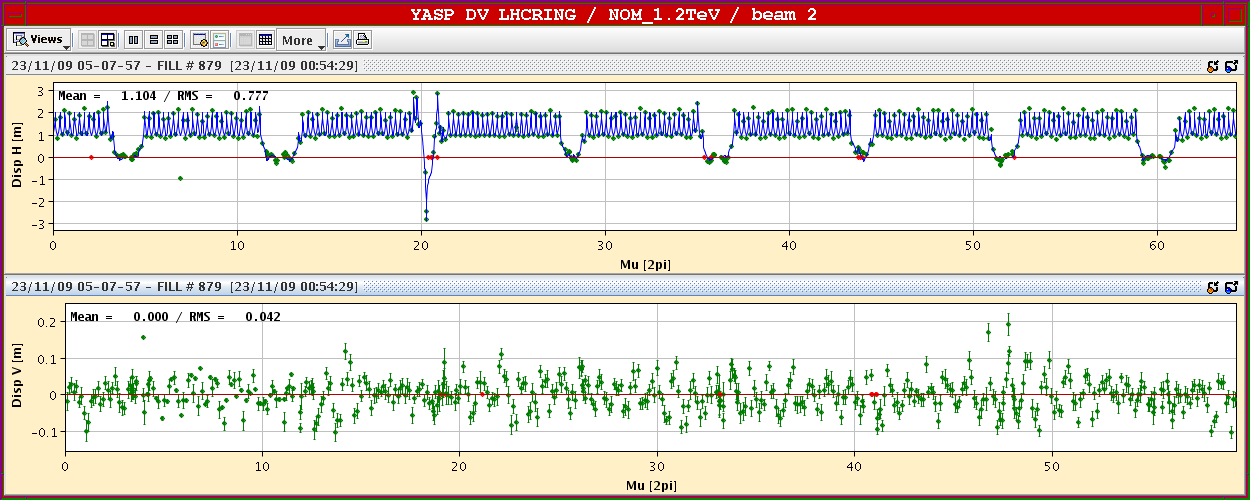 YASP DV LHCRING / NOM_1.2TeV / beam 2
Views More
23/11/09 05-07-57 - FILL # 879 [23/11/09 00:54:29]
Mean = 1.104 / RMS = 0.777
Disp H [m]
3
2
1
0
-1
-2
-3
0 10 20 30 40 50 60
Mu [2pi]
23/11/09 05-07-57 - FILL # 879 [23/11/09 00:54:29]
Mean = 0.000 / RMS = 0.042
Disp V [m]
0.2
0.1
0
-0.1
0 10 20 30 40 50
Mu [2pi]